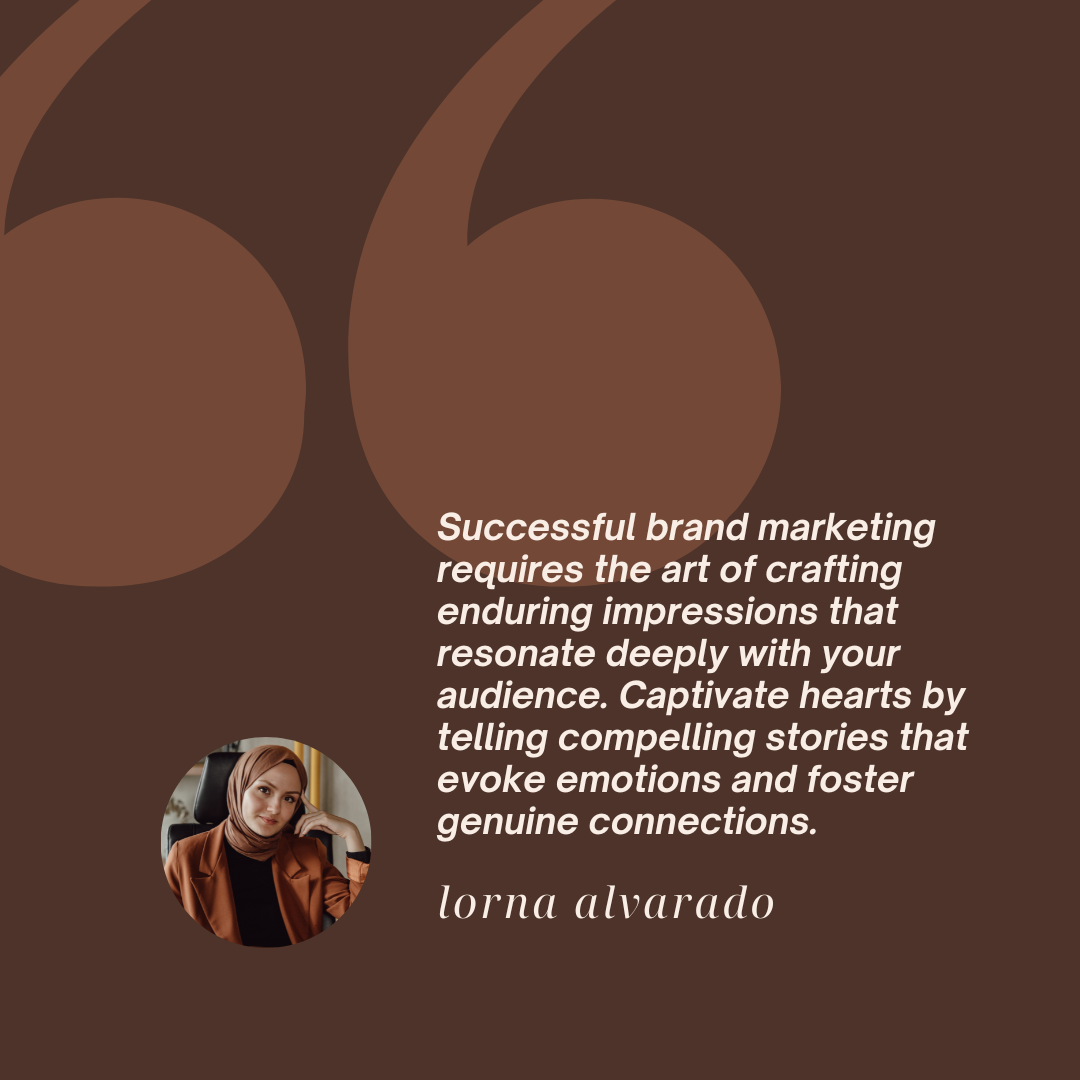 Successful brand marketing
requires the art of crafting
enduring impressions that
resonate deeply with your
audience. Captivate hearts by
telling compelling stories that
evoke emotions and foster
genuine connections.
lorna alvarado